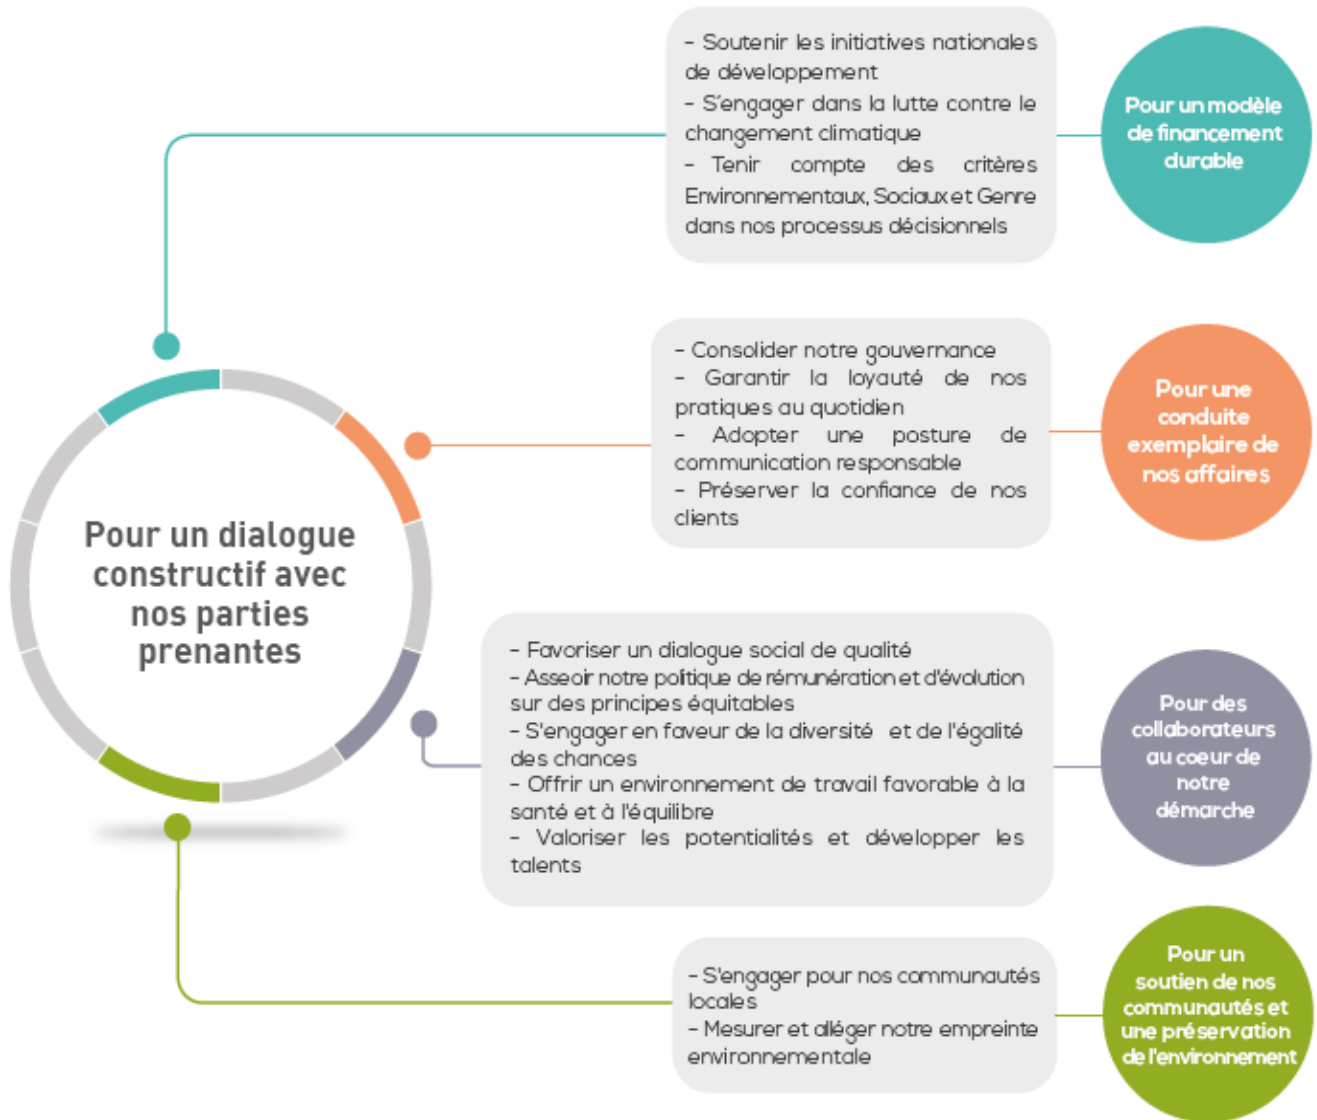 - Soutenir les initiatives nationales
de développement
- S'engager dans la lutte contre le
changement climatique
- Tenir compte des critères
Environnementaux, Sociaux et Genre
dans nos processus décisionnels
Pour un modèle
de financement
durable
- Consolider notre gouvernance
- Garantir la loyauté de nos
pratiques au quotidien
- Adopter une posture de
communication responsable
- Préserver la confiance de nos
clients
Pour une
conduite
exemplaire de
nos affaires
Pour un dialogue
constructif avec
nos parties
prenantes
- Favoriser un dialogue social de qualité
- Asseoir notre politique de rémunération et d'évolution
sur des principes équitables
- S'engager en faveur de la diversité et de l'égalité
des chances
- Offrir un environnement de travail favorable à la
santé et à l'équilibre
- Valoriser les potentialités et développer les
talents
Pour des
collaborateurs
au coeur de
notre
démarche
- S'engager pour nos communautés
locales
- Mesurer et alléger notre empreinte
environnementale
Pour un
soutien de nos
communautés et
une préservation
de l'environnement